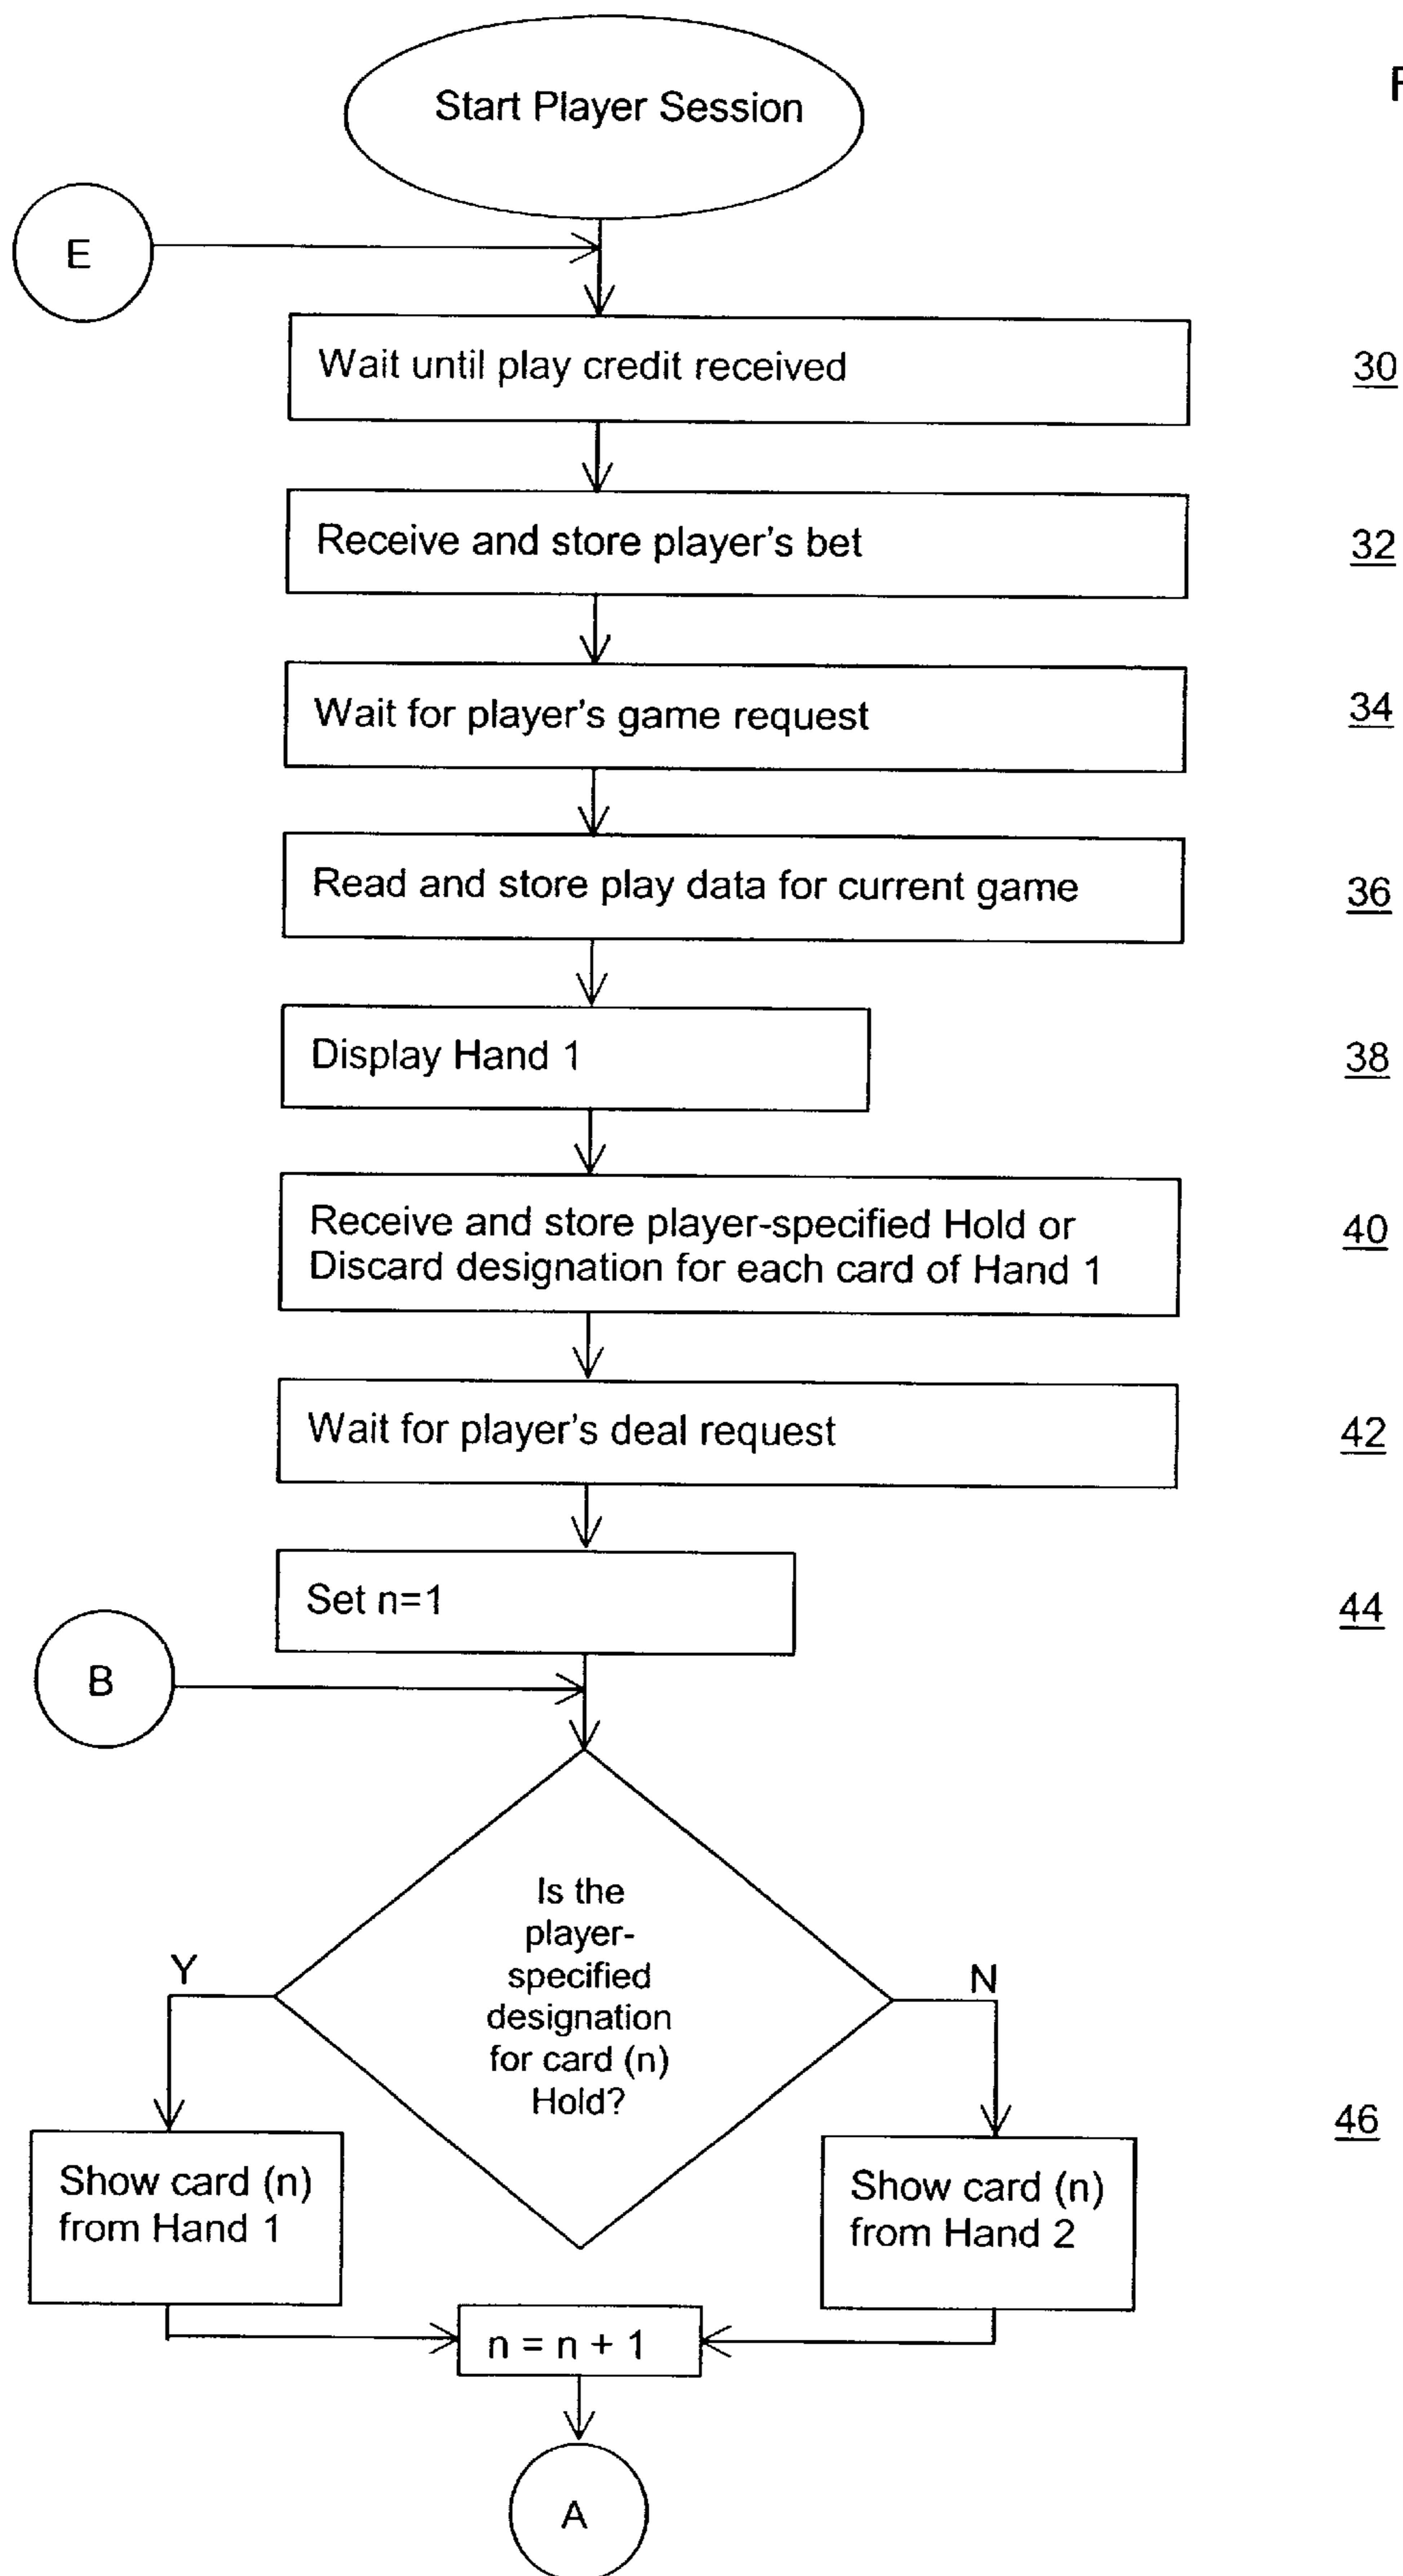 Start Player Session
E
Wait until play credit received
30
Receive and store player's bet
32
Wait for player's game request
34
Read and store play data for current game
36
Display Hand 1
38
Receive and store player-specified Hold or
Discard designation for each card of Hand 1
40
Wait for player's deal request
42
Set n=1
44
B
Is the
player-
specified
designation
for card (n)
Hold?
Y
N
46
Show card (n)
from Hand 1
Show card (n)
from Hand 2
n = n + 1
A